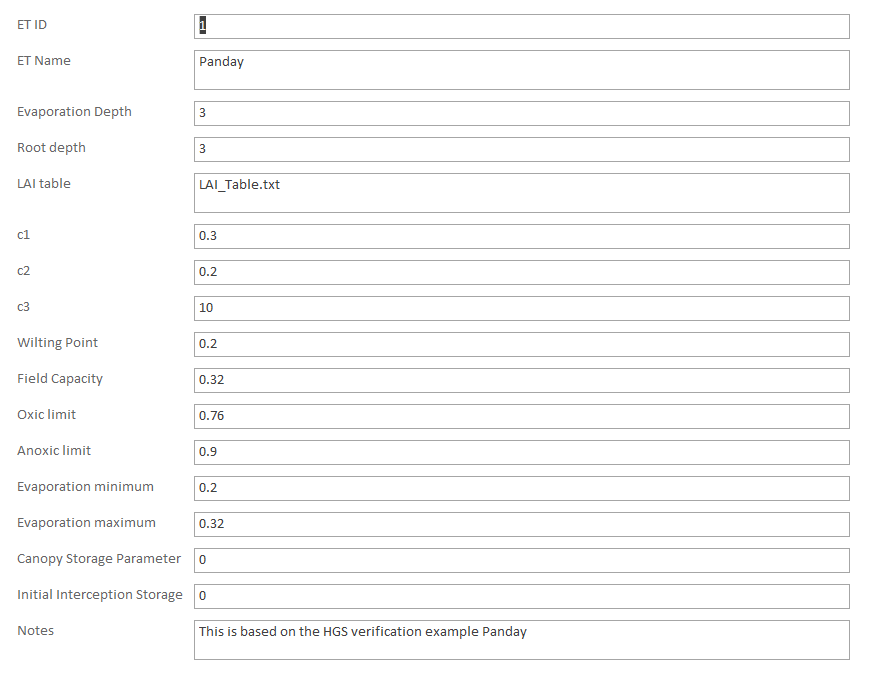 ET ID 1
ET Name Panday
Evaporation Depth 3
Root depth 3
LAI table LAI_Table.txt
c1 0.3
c2 0.2
c3 10
Wilting Point 0.2
Field Capacity 0.32
Oxic limit 0.76
Anoxic limit 0.9
Evaporation minimum 0.2
Evaporation maximum 0.32
Canopy Storage Parameter 0
Initial Interception Storage 0
Notes This is based on the HGS verification example Panday